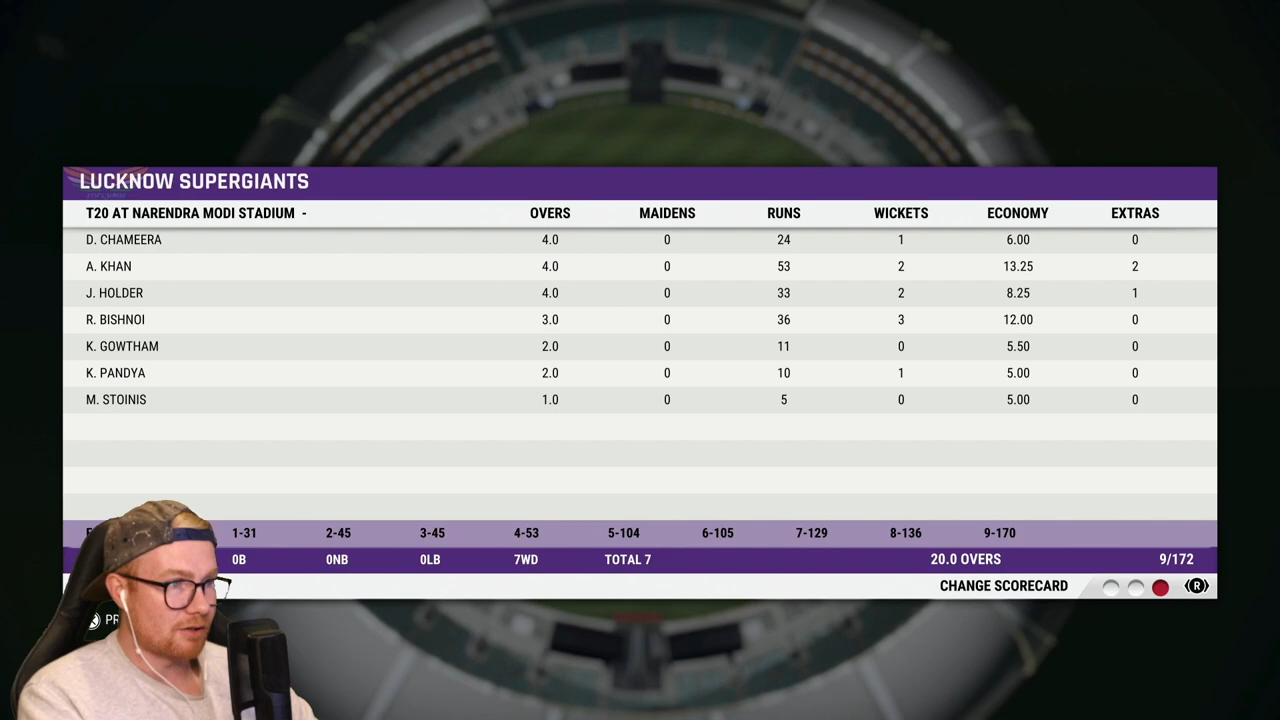 LUCKNOW SUPERGIANTS
T20 AT NARENDRA MODI STADIUM - OVERS MAIDENS RUNS WICKETS ECONOMY EXTRAS
D. CHAMEERA 4.0 0 24 1 6.00 0
A. KHAN 4.0 0 53 2 13.25 2
J. HOLDER 4.0 0 33 2 8.25 1
R. BISHNOI 3.0 0 36 3 12.00 0
K. GOWTHAM 2.0 0 11 0 5.50 0
K. PANDYA 2.0 0 10 1 5.00 0
M. STOINIS 1.0 0 5 0 5.00 0
1-31 2-45 3-45 4-53 5-104 6-105 7-129 8-136 9-170
0B 0NB 0LB 7WD TOTAL 7 20.0 OVERS 9/172
CHANGE SCORECARD R